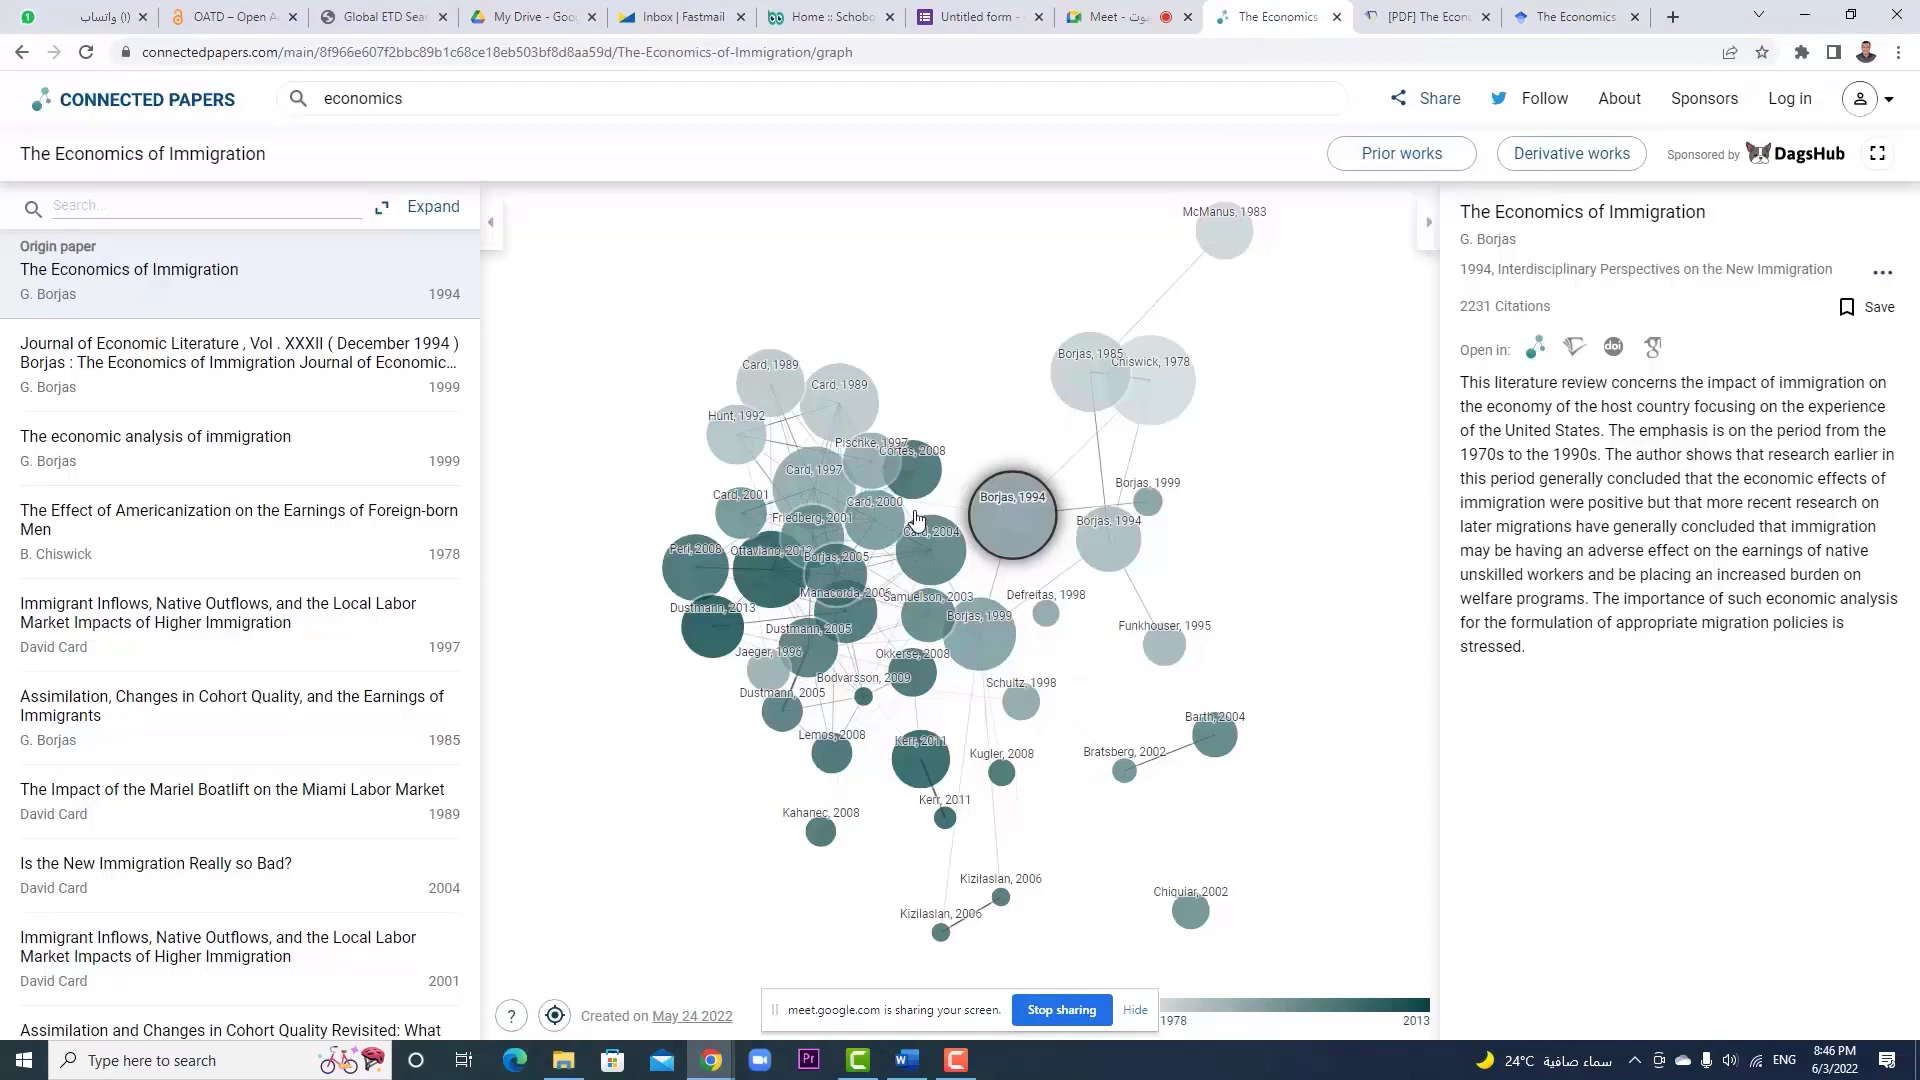 (1) واتساب
OATD – Open A
Global ETD Sear
My Drive - Goo
Inbox | Fastmail
Home :: Schobo
Untitled form -
Meet - يوت
The Economics
[PDF] The Econ
The Economics
connectedpapers.com/main/8f966e607f2bbc89b1c68ce18eb503bf8d8aa59d/The-Economics-of-Immigration/graph
CONNECTED PAPERS
economics
Share
Follow
About
Sponsors
Log in
The Economics of Immigration
Prior works
Derivative works
Sponsored by DagsHub
Search...
Expand
Origin paper
The Economics of Immigration
G. Borjas 1994
Journal of Economic Literature , Vol . XXXII ( December 1994 )
Borjas : The Economics of Immigration Journal of Economic...
G. Borjas 1999
The economic analysis of immigration
G. Borjas 1999
The Effect of Americanization on the Earnings of Foreign-born
Men
B. Chiswick 1978
Immigrant Inflows, Native Outflows, and the Local Labor
Market Impacts of Higher Immigration
David Card 1997
Assimilation, Changes in Cohort Quality, and the Earnings of
Immigrants
G. Borjas 1985
The Impact of the Mariel Boatlift on the Miami Labor Market
David Card 1989
Is the New Immigration Really so Bad?
David Card 2004
Immigrant Inflows, Native Outflows, and the Local Labor
Market Impacts of Higher Immigration
David Card 2001
Assimilation and Changes in Cohort Quality Revisited: What
McManus, 1983
Borjas, 1985
Chiswick, 1978
Card, 1989
Card, 1989
Hunt, 1992
Pischke, 1997
Cortes, 2008
Card, 1997
Borjas, 1999
Card, 2001
Card, 2000
Borjas, 1994
Friedberg, 2001
Borjas, 1994
Card, 2004
Peri, 2008
Ottaviano, 2012
Borjas, 2005
Manacorda, 2006
Samuelson, 2003
Defreitas, 1998
Dustmann, 2013
Borjas, 1999
Dustmann, 2005
Funkhouser, 1995
Jaeger, 1996
Okkerse, 2008
Bodvarsson, 2009
Schultz, 1998
Dustmann, 2005
Barth, 2004
Lemos, 2008
Kerr, 2011
Kugler, 2008
Bratsberg, 2002
Kerr, 2011
Kahanec, 2008
Kizilaslan, 2006
Chiquiar, 2002
Kizilaslan, 2006
?
Created on May 24 2022
meet.google.com is sharing your screen.
Stop sharing
Hide
1978
2013
The Economics of Immigration
G. Borjas
1994, Interdisciplinary Perspectives on the New Immigration
2231 Citations
Save
Open in:
doi
This literature review concerns the impact of immigration on
the economy of the host country focusing on the experience
of the United States. The emphasis is on the period from the
1970s to the 1990s. The author shows that research earlier in
this period generally concluded that the economic effects of
immigration were positive but that more recent research on
later migrations have generally concluded that immigration
may be having an adverse effect on the earnings of native
unskilled workers and be placing an increased burden on
welfare programs. The importance of such economic analysis
for the formulation of appropriate migration policies is
stressed.
Type here to search
Pr
24°C سماء صافية
ENG
8:46 PM
6/3/2022